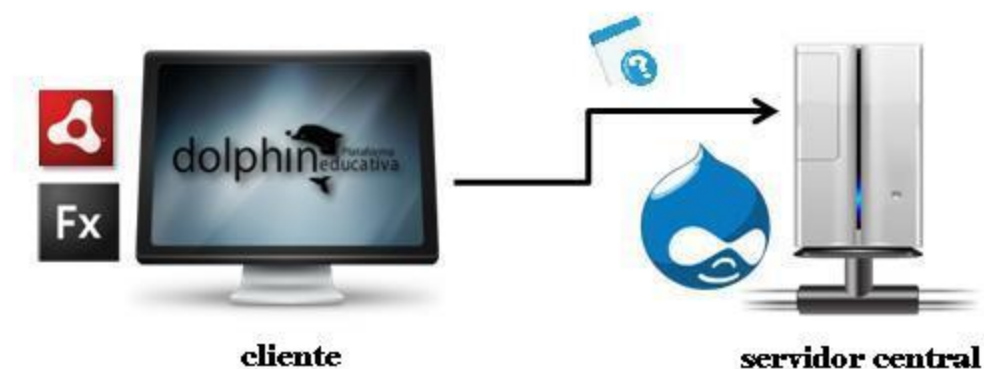 dolphin Plataforma
educativa
Fx
cliente
servidor central